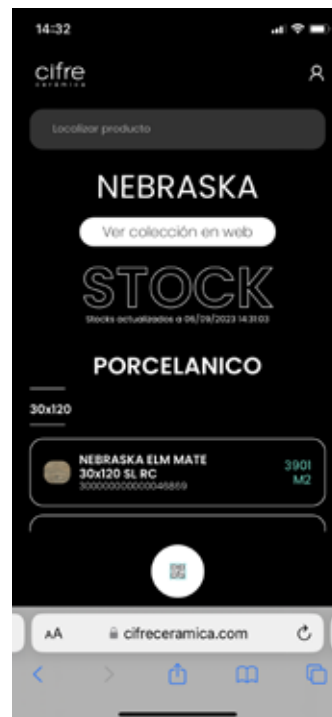 14:32
cifre
cerámica
Localizar producto
NEBRASKA
Ver colección en web
STOCK
Stocks actualizados a 06/09/2023 14:31:03
PORCELANICO
30x120
NEBRASKA ELM MATE
30x120 SL RC
3901
M2
AA
cifreceramica.com